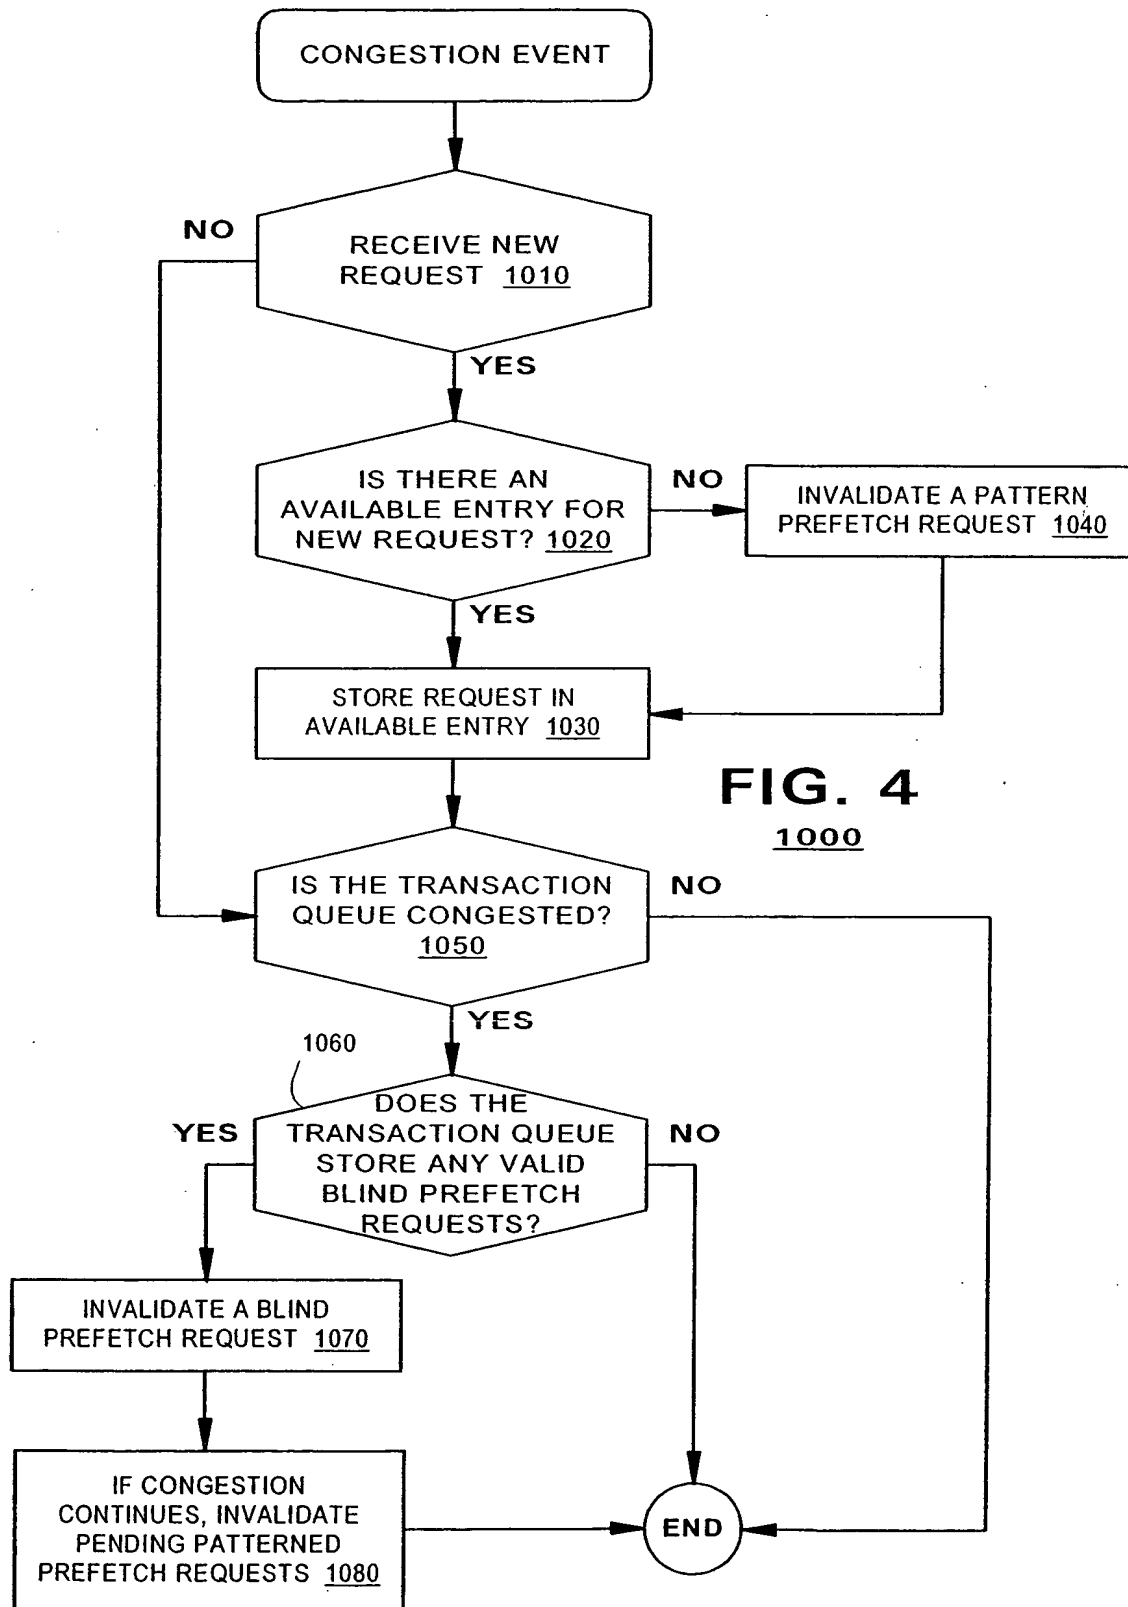 CONGESTION EVENT
NO
RECEIVE NEW
REQUEST 1010
YES
IS THERE AN
AVAILABLE ENTRY FOR
NEW REQUEST? 1020
NO
INVALIDATE A PATTERN
PREFETCH REQUEST 1040
YES
STORE REQUEST IN
AVAILABLE ENTRY 1030
FIG. 4
1000
IS THE TRANSACTION
QUEUE CONGESTED?
1050
NO
YES
1060
DOES THE
TRANSACTION QUEUE
STORE ANY VALID
BLIND PREFETCH
REQUESTS?
YES
NO
INVALIDATE A BLIND
PREFETCH REQUEST 1070
IF CONGESTION
CONTINUES, INVALIDATE
PENDING PATTERNED
PREFETCH REQUESTS 1080
END